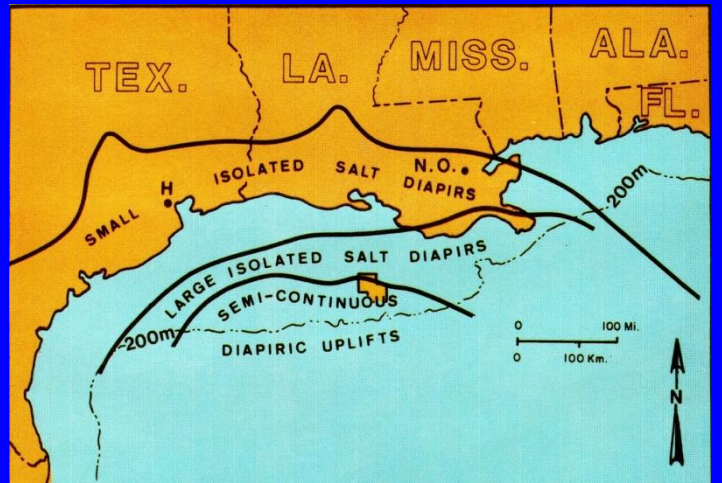 TEX.
LA.
MISS.
ALA.
FL.
H
N.O.
SMALL ISOLATED SALT DIAPIRS
200m
LARGE ISOLATED SALT DIAPIRS
SEMI-CONTINUOUS
200m
DIAPIRIC UPLIFTS
0 100 Mi.
0 100 Km.
N